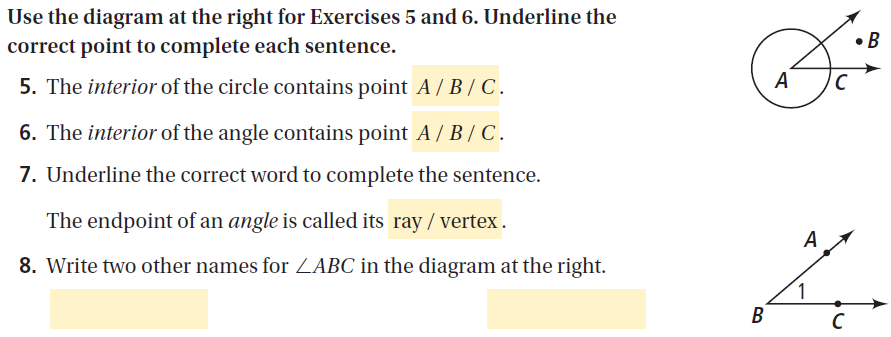 Use the diagram at the right for Exercises 5 and 6. Underline the
correct point to complete each sentence.
5. The interior of the circle contains point A / B / C.
6. The interior of the angle contains point A / B / C.
7. Underline the correct word to complete the sentence.
The endpoint of an angle is called its ray / vertex.
8. Write two other names for ∠ABC in the diagram at the right.
B
A
C
A
1
B
C